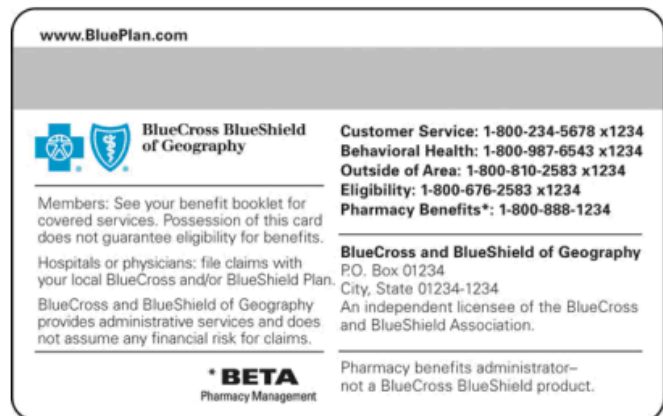 www.BluePlan.com
BlueCross BlueShield
of Geography
Members: See your benefit booklet for
covered services. Possession of this card
does not guarantee eligibility for benefits.
Hospitals or physicians: file claims with
your local BlueCross and/or BlueShield Plan.
BlueCross and BlueShield of Geography
provides administrative services and does
not assume any financial risk for claims.
* BETA
Pharmacy Management
Customer Service: 1-800-234-5678 x1234
Behavioral Health: 1-800-987-6543 x1234
Outside of Area: 1-800-810-2583 x1234
Eligibility: 1-800-676-2583 x1234
Pharmacy Benefits*: 1-800-888-1234
BlueCross and BlueShield of Geography
P.O. Box 01234
City, State 01234-1234
An independent licensee of the BlueCross
and BlueShield Association.
Pharmacy benefits administrator–
not a BlueCross BlueShield product.